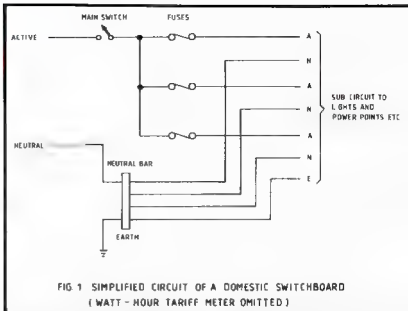 MAIN SWITCH
FUSES
ACTIVE
A
N
A
N
A
N
E
SUB CIRCUIT TO
LIGHTS AND
POWER POINTS ETC
NEUTRAL
NEUTRAL BAR
EARTH
FIG 1 SIMPLIFIED CIRCUIT OF A DOMESTIC SWITCHBOARD
( WATT - HOUR TARIFF METER OMITTED )